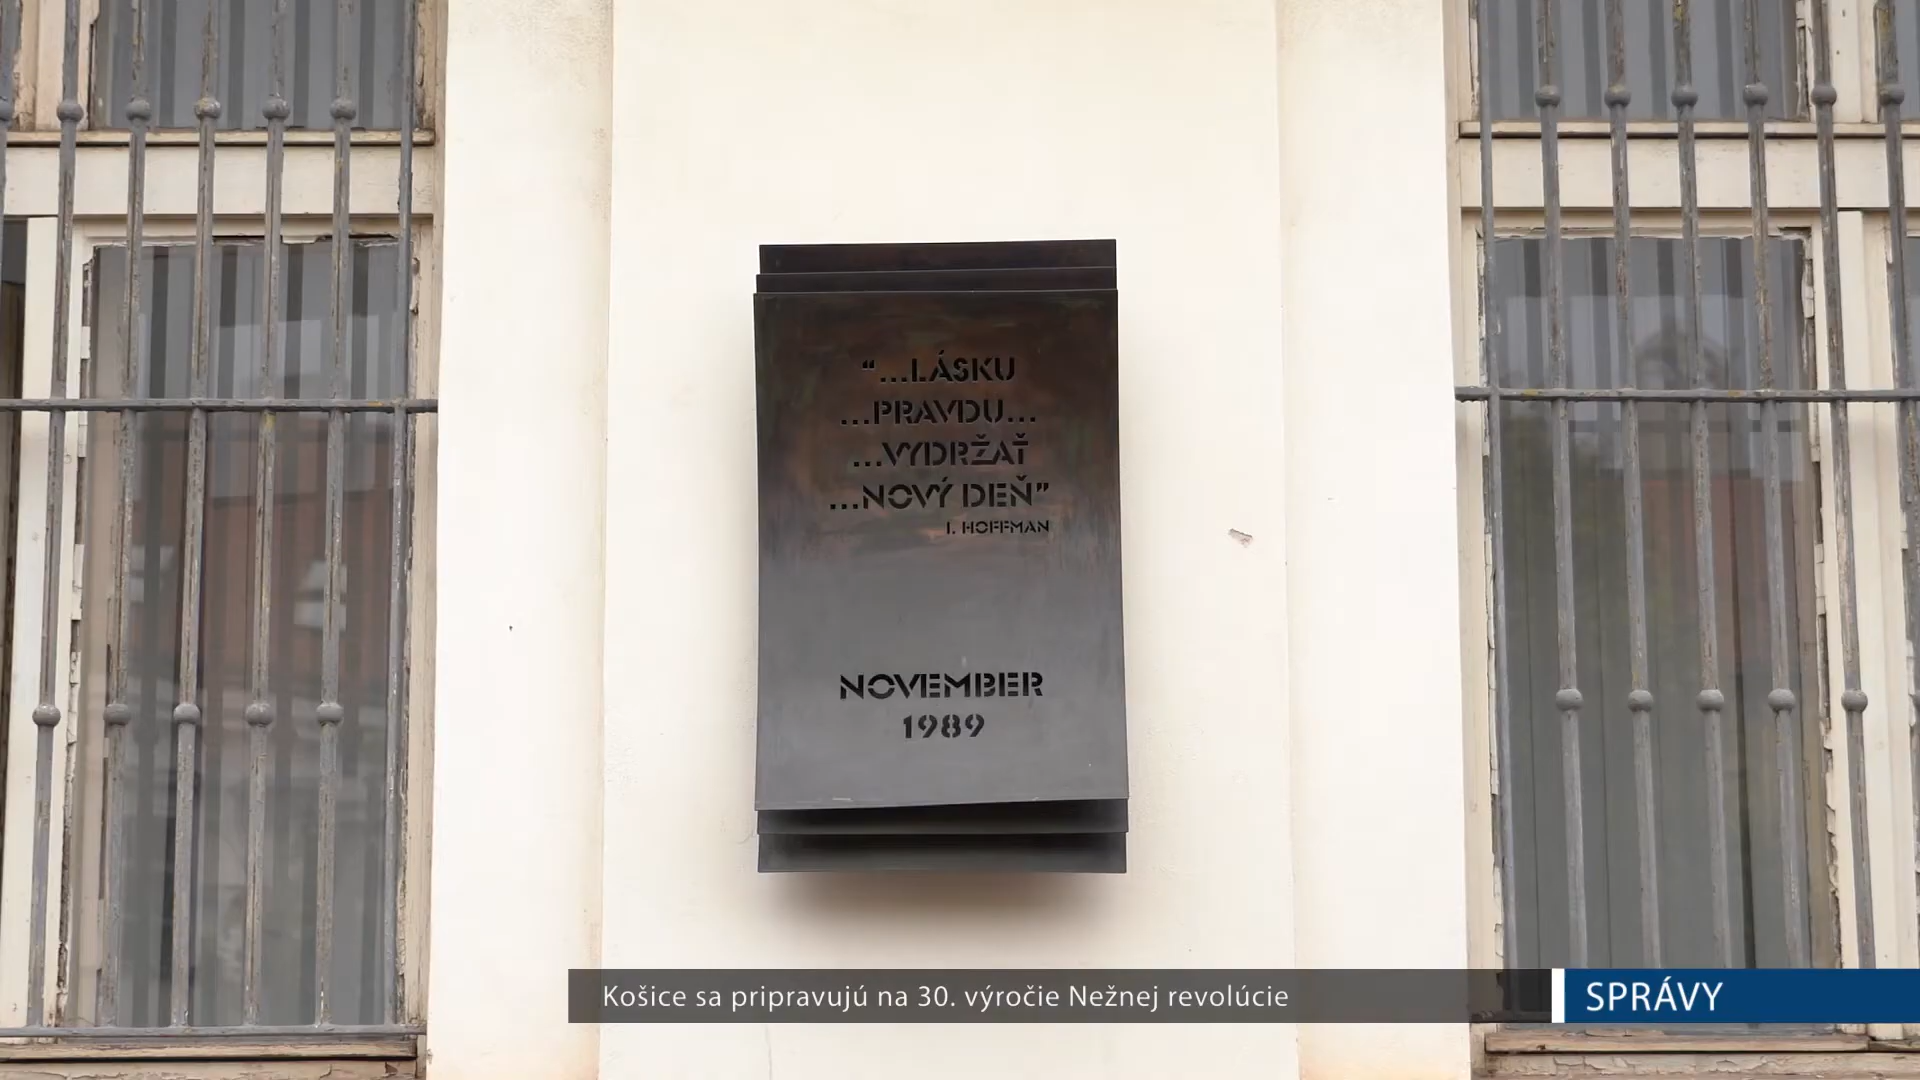 “...LÁSKU
...PRAVDU...
...VYDRŽAŤ
...NOVÝ DEŇ”
I. HOFFMAN
NOVEMBER
1989
Košice sa pripravujú na 30. výročie Nežnej revolúcie
SPRÁVY